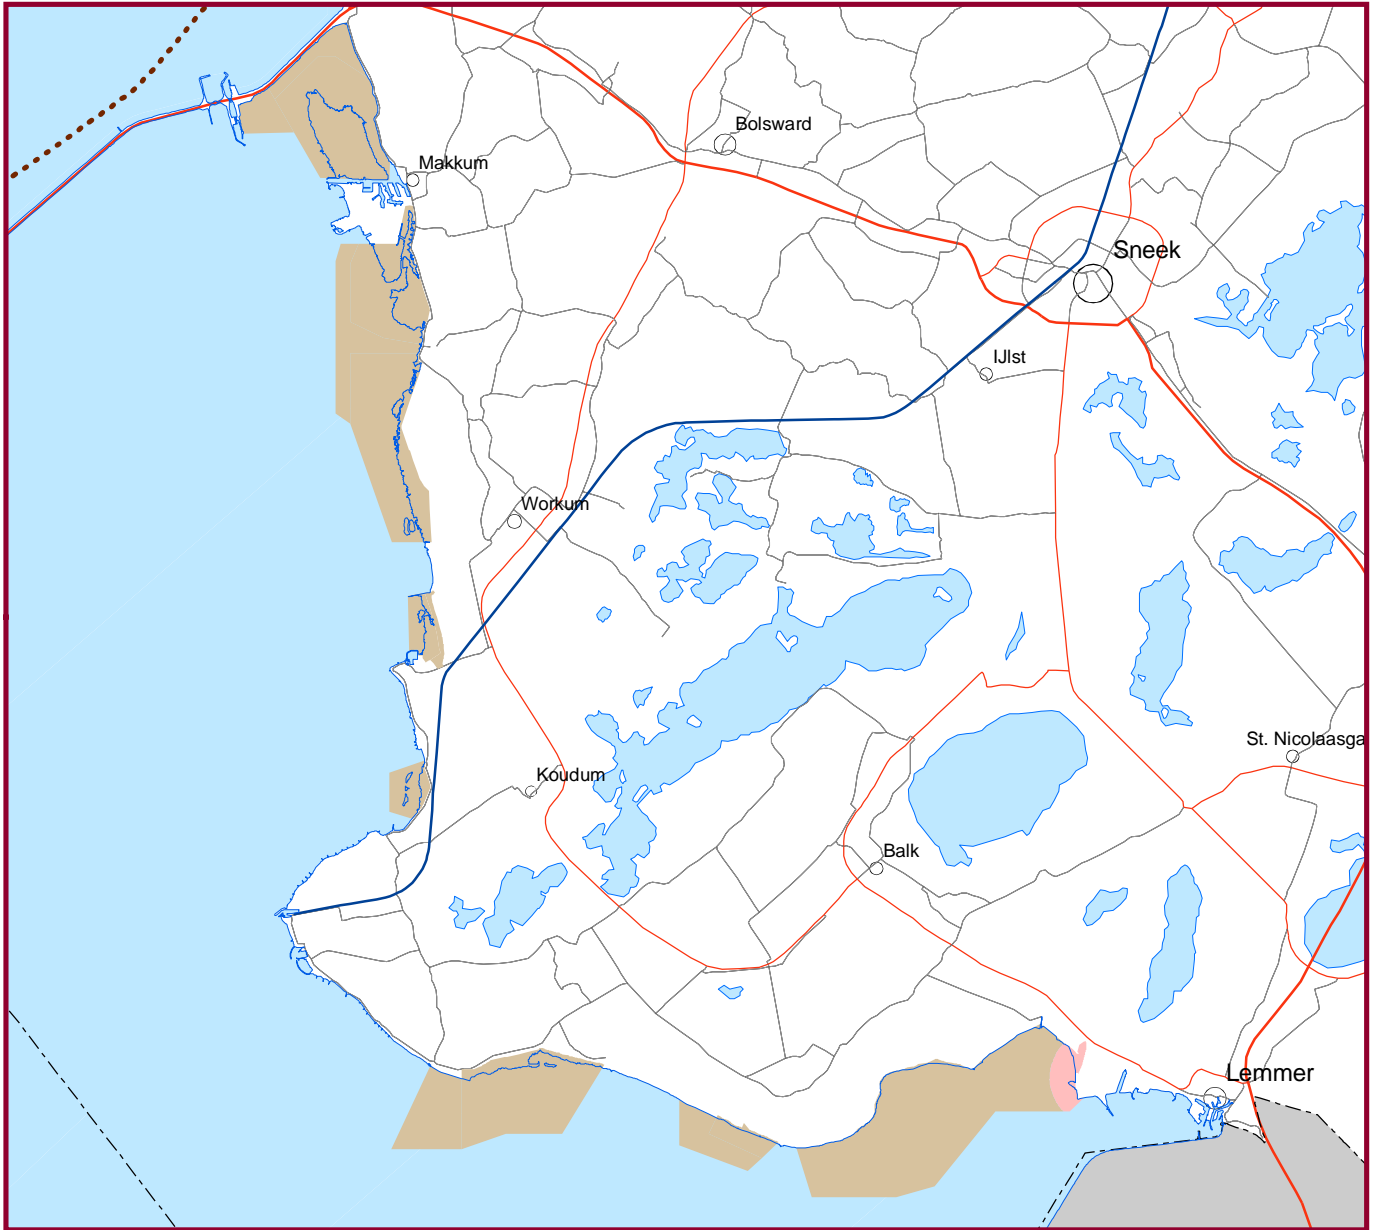 Bolsward
Makkum
Sneek
IJlst
Workum
St. Nicolaasga
Koudum
Balk
Lemmer